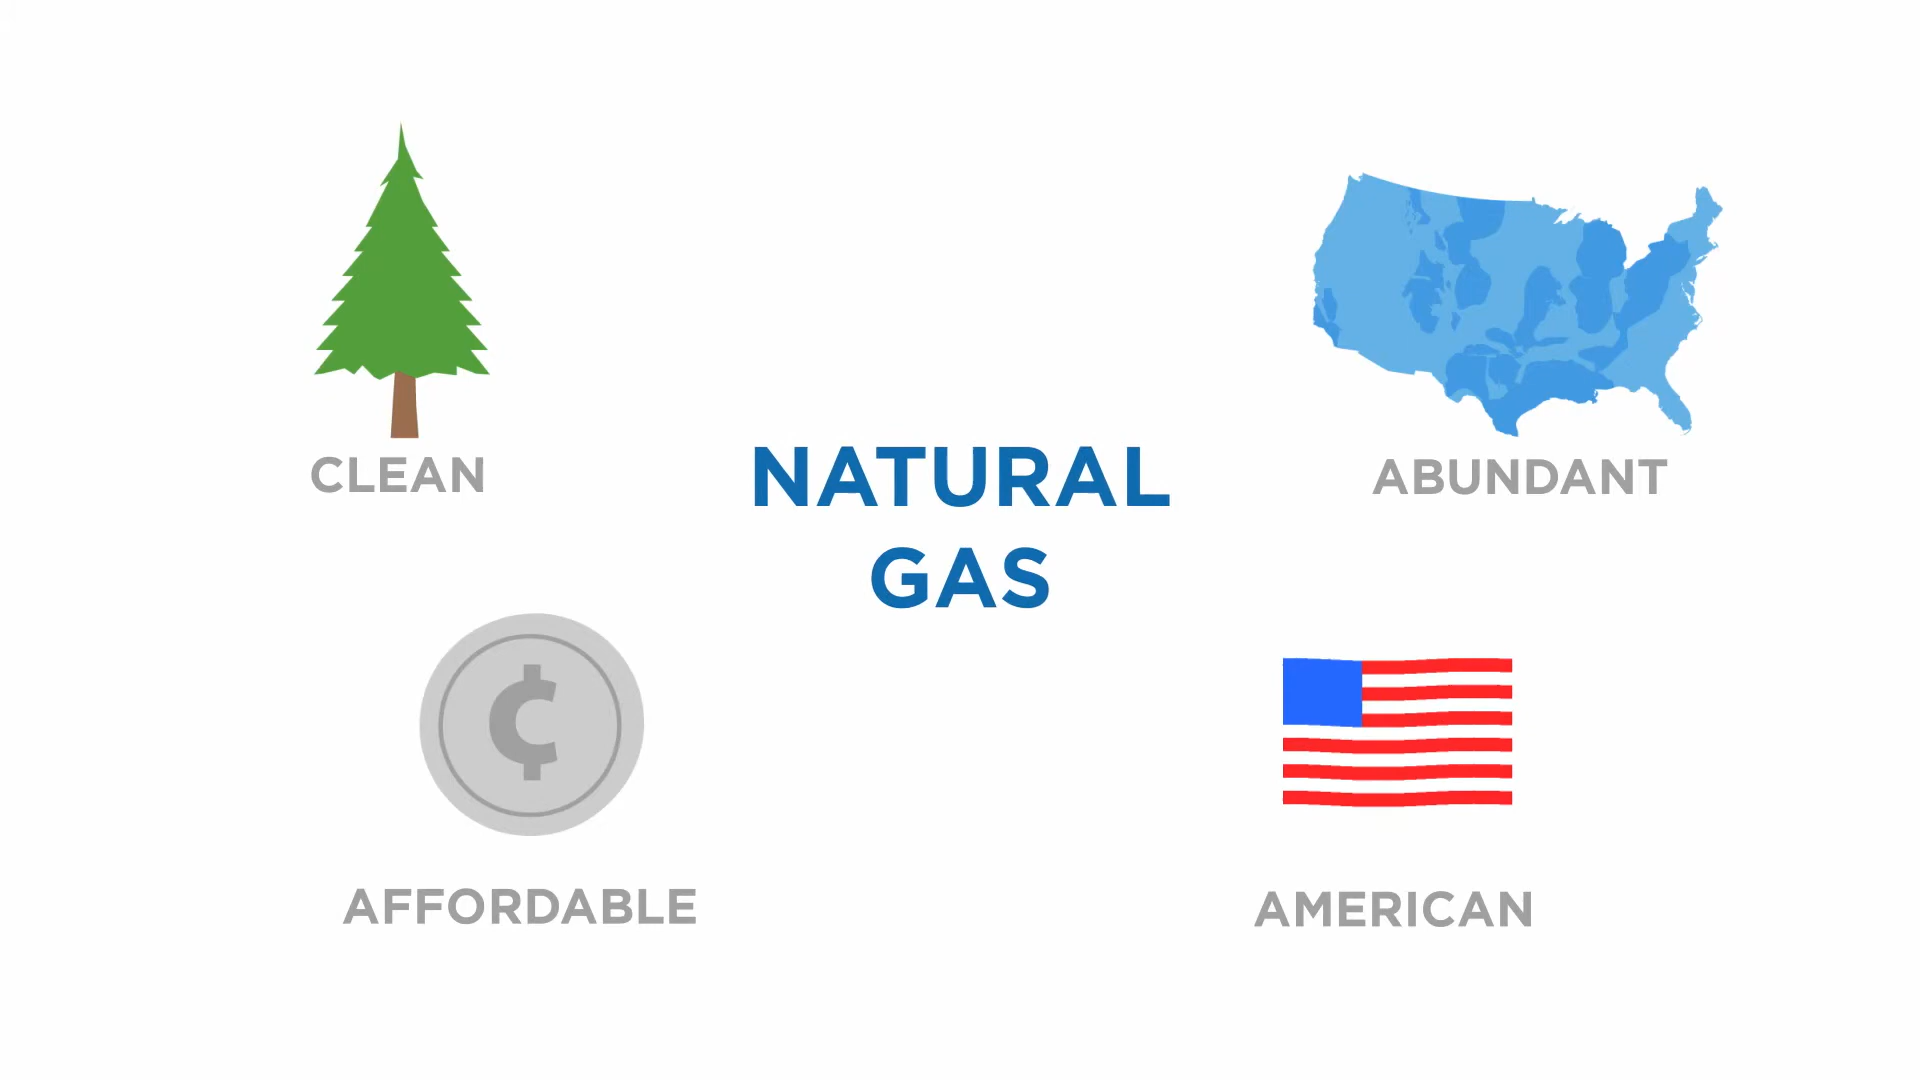 CLEAN
ABUNDANT
NATURAL
GAS
¢
AFFORDABLE
AMERICAN